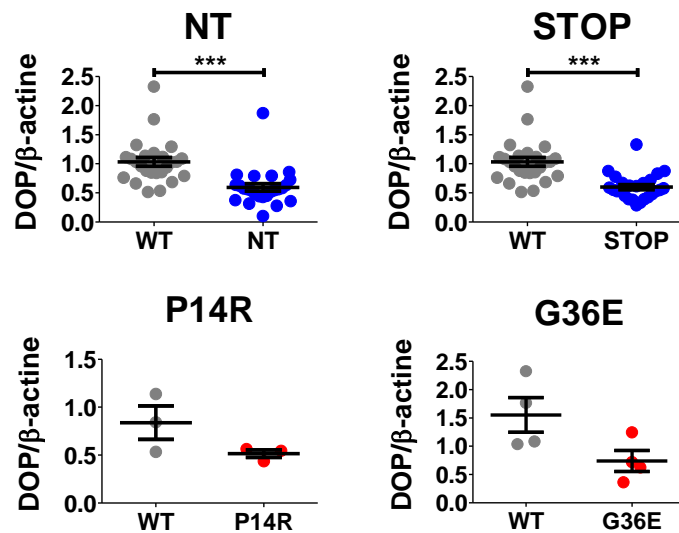 NT
***
DOP/β-actine
2.5
2.0
1.5
1.0
0.5
0.0
WT
NT
STOP
***
DOP/β-actine
2.5
2.0
1.5
1.0
0.5
0.0
WT
STOP
P14R
DOP/β-actine
1.5
1.0
0.5
0.0
WT
P14R
G36E
DOP/β-actine
2.5
2.0
1.5
1.0
0.5
0.0
WT
G36E